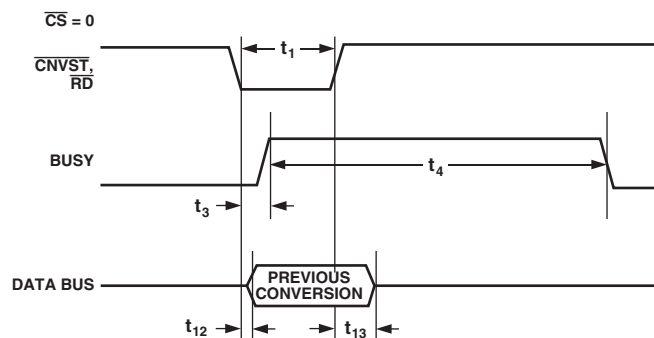 CS = 0
CNVST,
RD
t1
BUSY
t4
t3
DATA BUS
PREVIOUS
CONVERSION
t12
t13